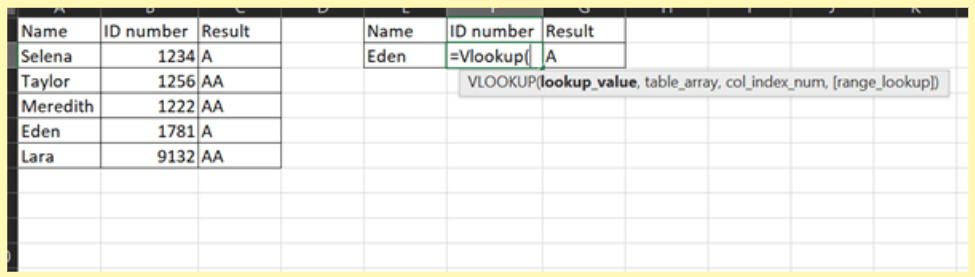 Name ID number Result Name ID number Result
Selena 1234 A Eden =Vlookup( A
Taylor 1256 AA VLOOKUP(lookup_value, table_array, col_index_num, [range_lookup])
Meredith 1222 AA
Eden 1781 A
Lara 9132 AA